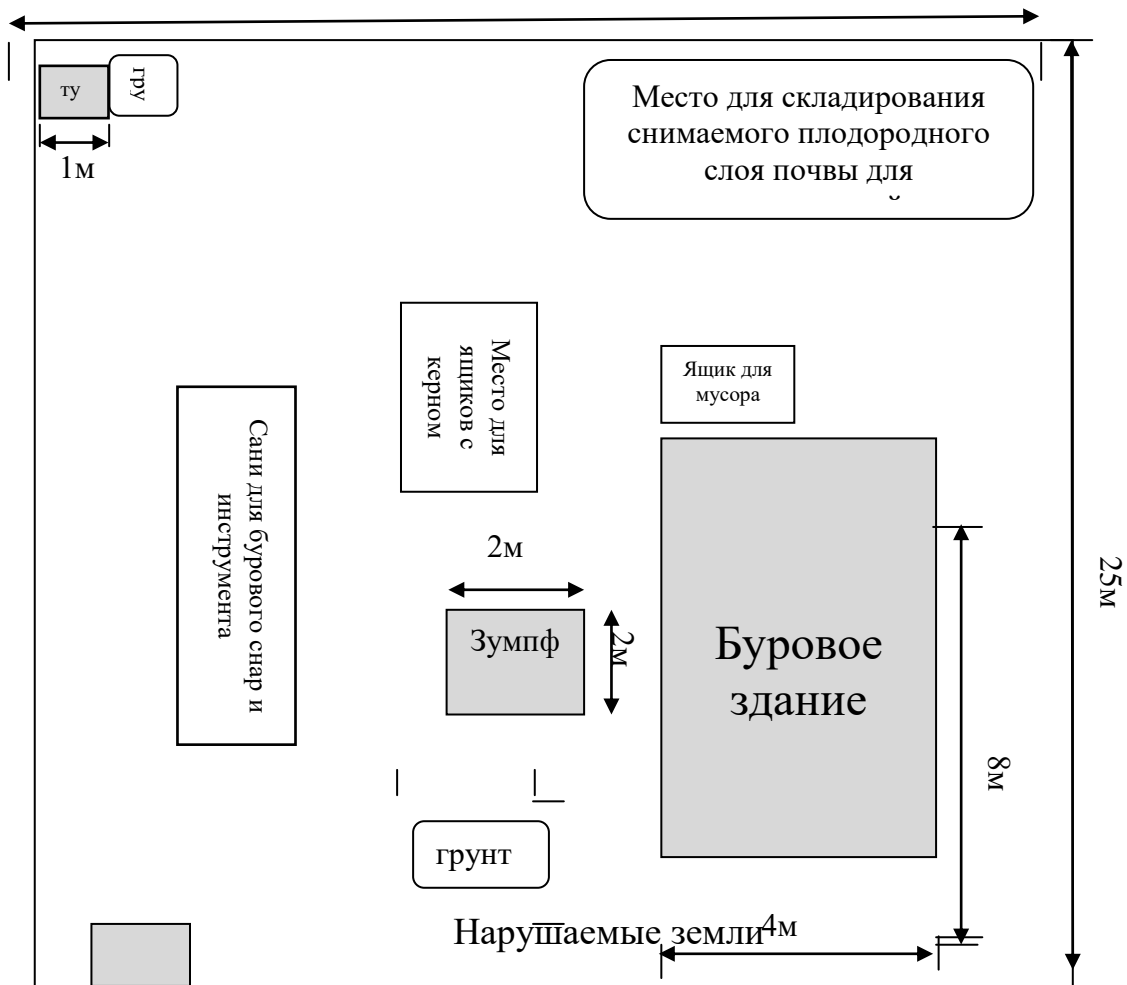 ту
гру
1м
Место для складирования
снимаемого плодородного
слоя почвы для
Место для
ящиков с
керном
Ящик для
мусора
Сани для бурового снар и
инструмента
2м
Зумпф
2м
Буровое
здание
25м
8м
грунт
Нарушаемые земли
4м